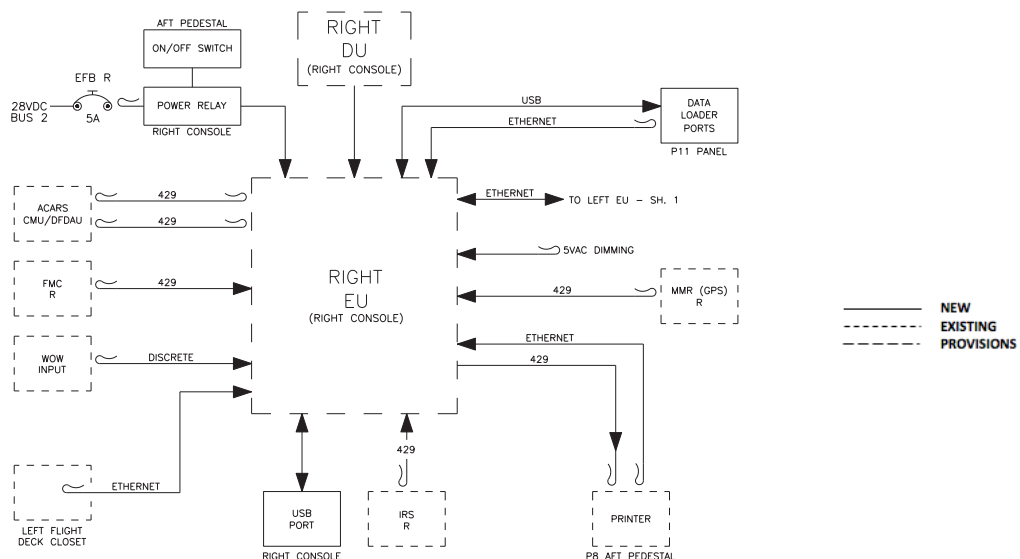 AFT PEDESTAL
ON/OFF SWITCH
EFB R
28VDC
BUS 2
5A
POWER RELAY
RIGHT CONSOLE
RIGHT
DU
(RIGHT CONSOLE)
USB
ETHERNET
DATA
LOADER
PORTS
P11 PANEL
ACARS
CMU/DFDAU
429
429
ETHERNET
TO LEFT EU - SH. 1
5VAC DIMMING
FMC
R
429
RIGHT
EU
(RIGHT CONSOLE)
429
MMR (GPS)
R
NEW
EXISTING
PROVISIONS
WOW
INPUT
DISCRETE
ETHERNET
429
LEFT FLIGHT
DECK CLOSET
ETHERNET
USB
PORT
RIGHT CONSOLE
429
IRS
R
PRINTER
P8 AFT PEDESTAL